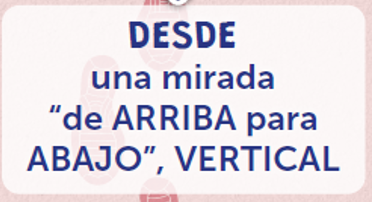 DESDE
una mirada
“de ARRIBA para
ABAJO”, VERTICAL